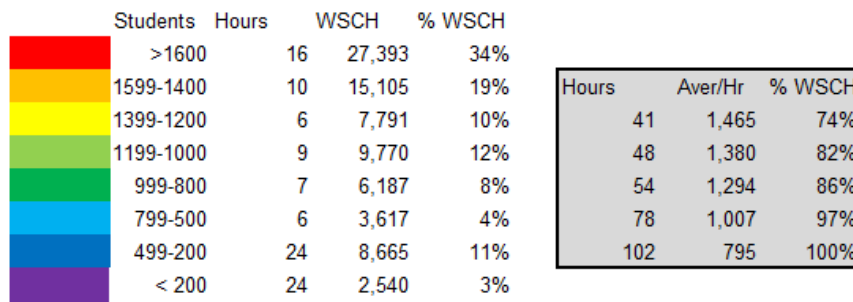 Students Hours WSCH % WSCH
>1600 16 27,393 34%
1599-1400 10 15,105 19%
1399-1200 6 7,791 10%
1199-1000 9 9,770 12%
999-800 7 6,187 8%
799-500 6 3,617 4%
499-200 24 8,665 11%
< 200 24 2,540 3%
Hours Aver/Hr % WSCH
41 1,465 74%
48 1,380 82%
54 1,294 86%
78 1,007 97%
102 795 100%